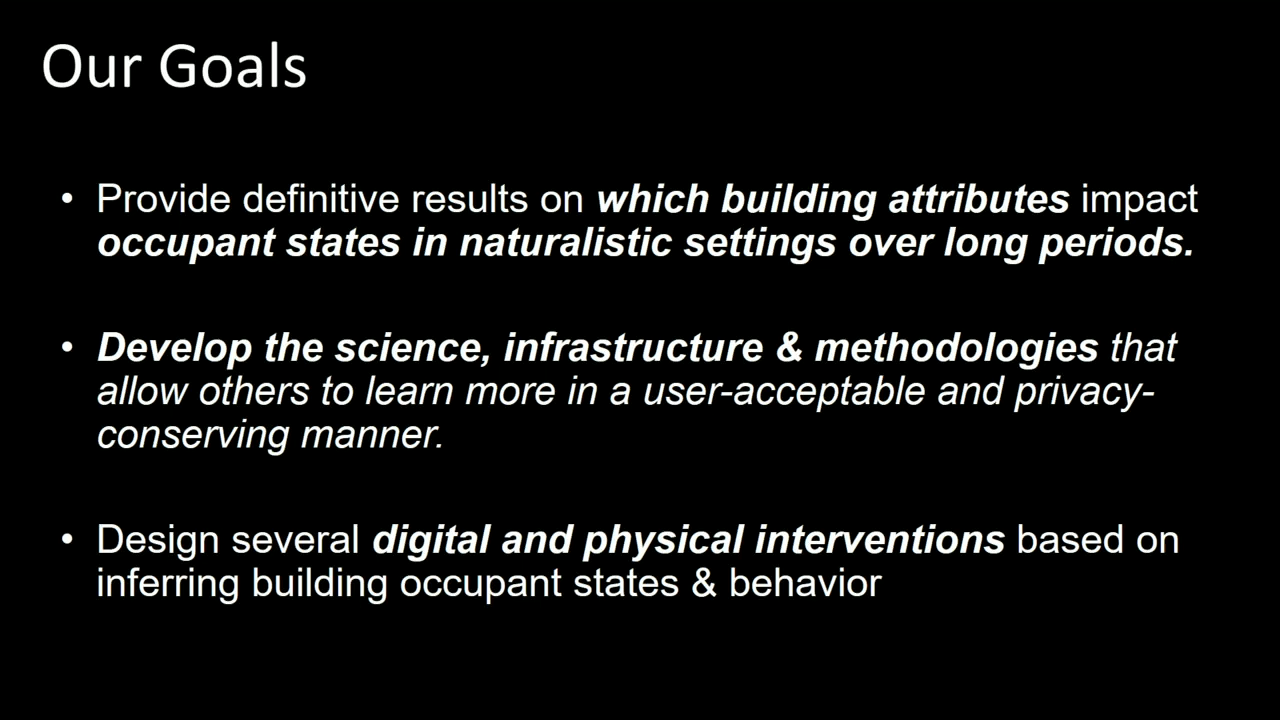 Our Goals
• Provide definitive results on which building attributes impact
occupant states in naturalistic settings over long periods.
• Develop the science, infrastructure & methodologies that
allow others to learn more in a user-acceptable and privacy-
conserving manner.
• Design several digital and physical interventions based on
inferring building occupant states & behavior